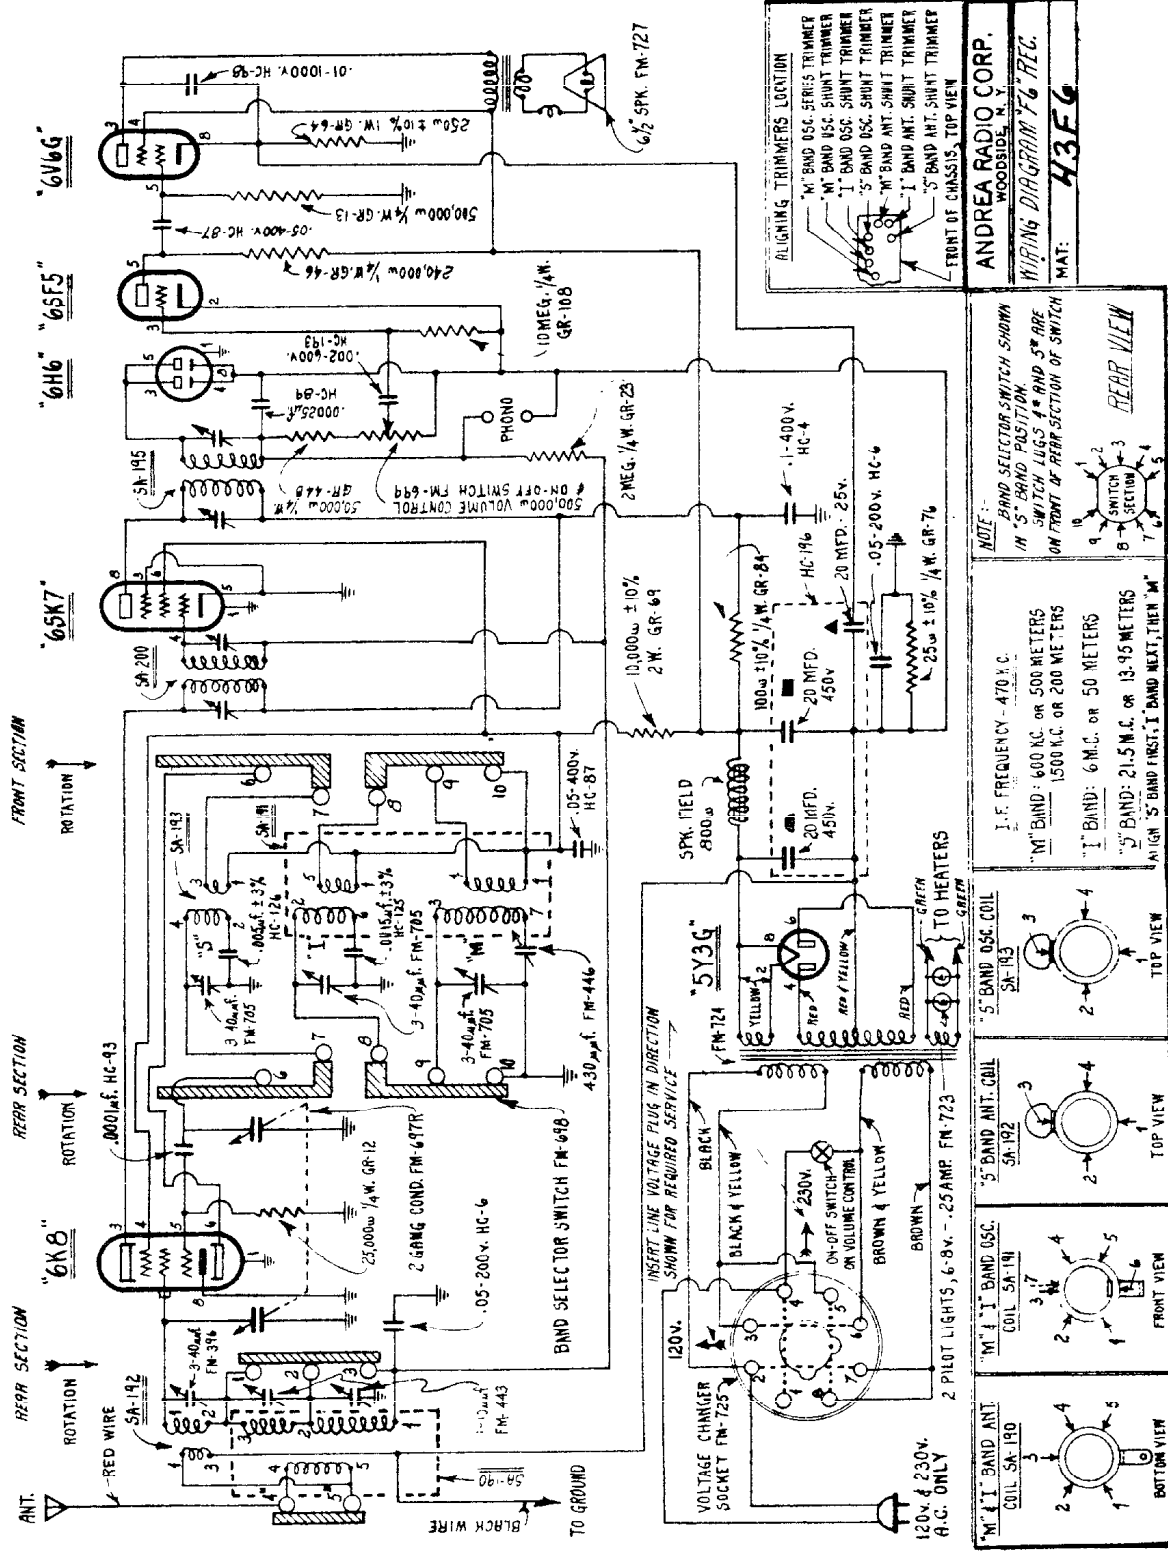 ANT.
RED WIRE
SA-192
REAR SECTION
ROTATION
3-40μμf.
FM-396
"6K8"
REAR SECTION
ROTATION
.0001μf. HC-93
FRONT SECTION
ROTATION
SA-200
"6SK7"
SA-195
"6H6"
"6SF5"
"6V6G"
25,000ω 1/4W. GR-12
2 GANG COND. FM-697R
.05-200v. HC-6
BAND SELECTOR SWITCH FM-698
FM-443
SA-190
BLACK WIRE
TO GROUND
"S"
3-40μμf.
FM-705
.005μf. ±3%
HC-126
SA-193
SA-191
"I"
.0015μf. ±3%
HC-125
3-40μμf. FM-705
"M"
3-40μμf.
FM-705
430μμf. FM-446
.05-400v.
HC-87
50,000ω 1/4W.
GR-448
500,000ω VOLUME CONTROL
& ON-OFF SWITCH FM-699
.00025μf.
HC-89
.002-600v.
HC-193
PHONO
10 MEG. 1/4W.
GR-108
2 MEG. 1/4W. GR-23
240,000ω 1/4W. GR-46
.05-400v. HC-87
500,000ω 1/4W. GR-13
250ω ±10% 1W. GR-64
.01-1000v. HC-98
6 1/2" SPK. FM-727
10,000ω ±10%
2W. GR-69
100ω ±10% 1/4W. GR-84
.1-400v.
HC-4
HC-196
20 MFD. - 25v.
.05-200v. HC-6
25ω ±10% 1/4W. GR-76
20 MFD.
450v.
20 MFD.
450v.
SPK. FIELD
800ω
"5Y3G"
FM-724
YELLOW
RED
RED & YELLOW
RED
GREEN
TO HEATERS
GREEN
INSERT LINE VOLTAGE PLUG IN DIRECTION
SHOWN FOR REQUIRED SERVICE
BLACK
BLACK & YELLOW
120v.
230v.
ON-OFF SWITCH
ON VOLUME CONTROL
BROWN & YELLOW
BROWN
VOLTAGE CHANGER
SOCKET FM-725
120v. & 230v.
A.C. ONLY
2 PILOT LIGHTS, 6-8v. - .25 AMP. FM-723
"M" & "I" BAND ANT.
COIL SA-190
BOTTOM VIEW
"M" & "I" BAND OSC.
COIL SA-191
FRONT VIEW
"S" BAND ANT. COIL
SA-192
TOP VIEW
"S" BAND OSC. COIL
SA-193
TOP VIEW
I.F. FREQUENCY - 470 K.C.
"M" BAND: 600 K.C. OR 500 METERS
1500 K.C. OR 200 METERS
"I" BAND: 6 M.C. OR 50 METERS
"S" BAND: 21.5 M.C. OR 13.95 METERS
ALIGN "S" BAND FIRST, "I" BAND NEXT, THEN "M"
NOTE:-
BAND SELECTOR SWITCH SHOWN
IN "S" BAND POSITION.
SWITCH LUGS 4* AND 5* ARE
ON FRONT OF REAR SECTION OF SWITCH
SWITCH
SECTION
REAR VIEW
ALIGNING TRIMMERS LOCATION
"M" BAND OSC. SERIES TRIMMER
"M" BAND OSC. SHUNT TRIMMER
"I" BAND OSC. SHUNT TRIMMER
"S" BAND OSC. SHUNT TRIMMER
"M" BAND ANT. SHUNT TRIMMER
"I" BAND ANT. SHUNT TRIMMER
"S" BAND ANT. SHUNT TRIMMER
FRONT OF CHASSIS, TOP VIEW
ANDREA RADIO CORP.
WOODSIDE, N.Y.
WIRING DIAGRAM "F6" REC.
MAT: 43F6